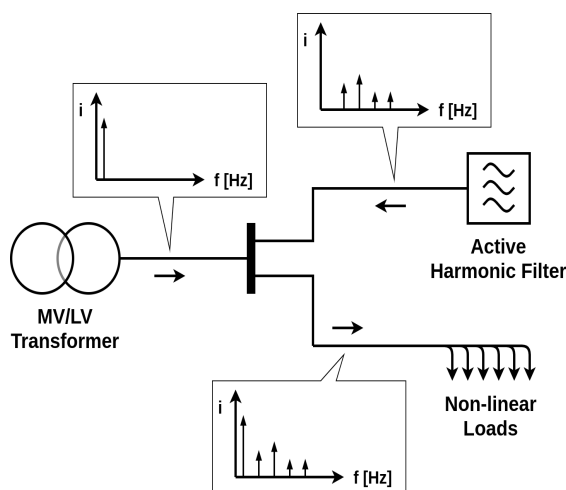 i
f [Hz]
i
f [Hz]
Active
Harmonic Filter
MV/LV
Transformer
i
f [Hz]
Non-linear
Loads